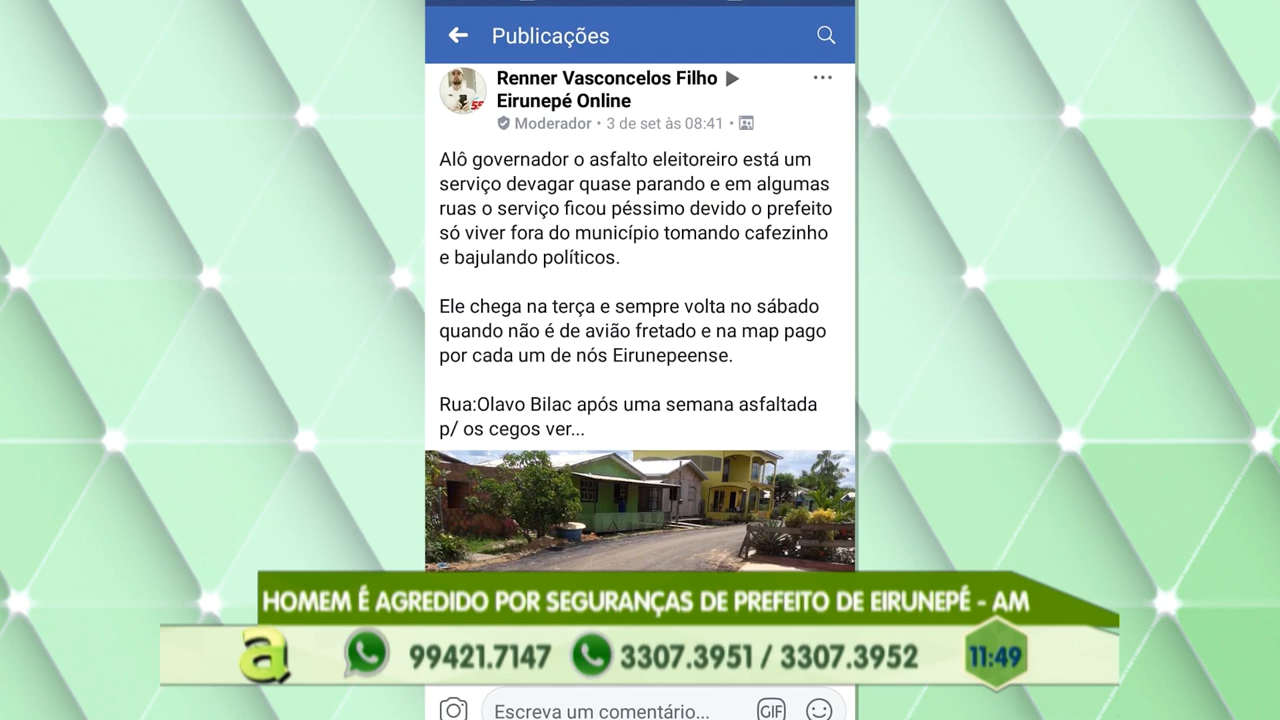 Publicações
Renner Vasconcelos Filho ▶
Eirunepé Online
Moderador • 3 de set às 08:41 •
Alô governador o asfalto eleitoreiro está um
serviço devagar quase parando e em algumas
ruas o serviço ficou péssimo devido o prefeito
só viver fora do município tomando cafezinho
e bajulando políticos.
Ele chega na terça e sempre volta no sábado
quando não é de avião fretado e na map pago
por cada um de nós Eirunepeense.
Rua:Olavo Bilac após uma semana asfaltada
p/ os cegos ver...
HOMEM É AGREDIDO POR SEGURANÇAS DE PREFEITO DE EIRUNEPÉ - AM
a 99421.7147 3307.3951 / 3307.3952 11:49
Escreva um comentário... GIF